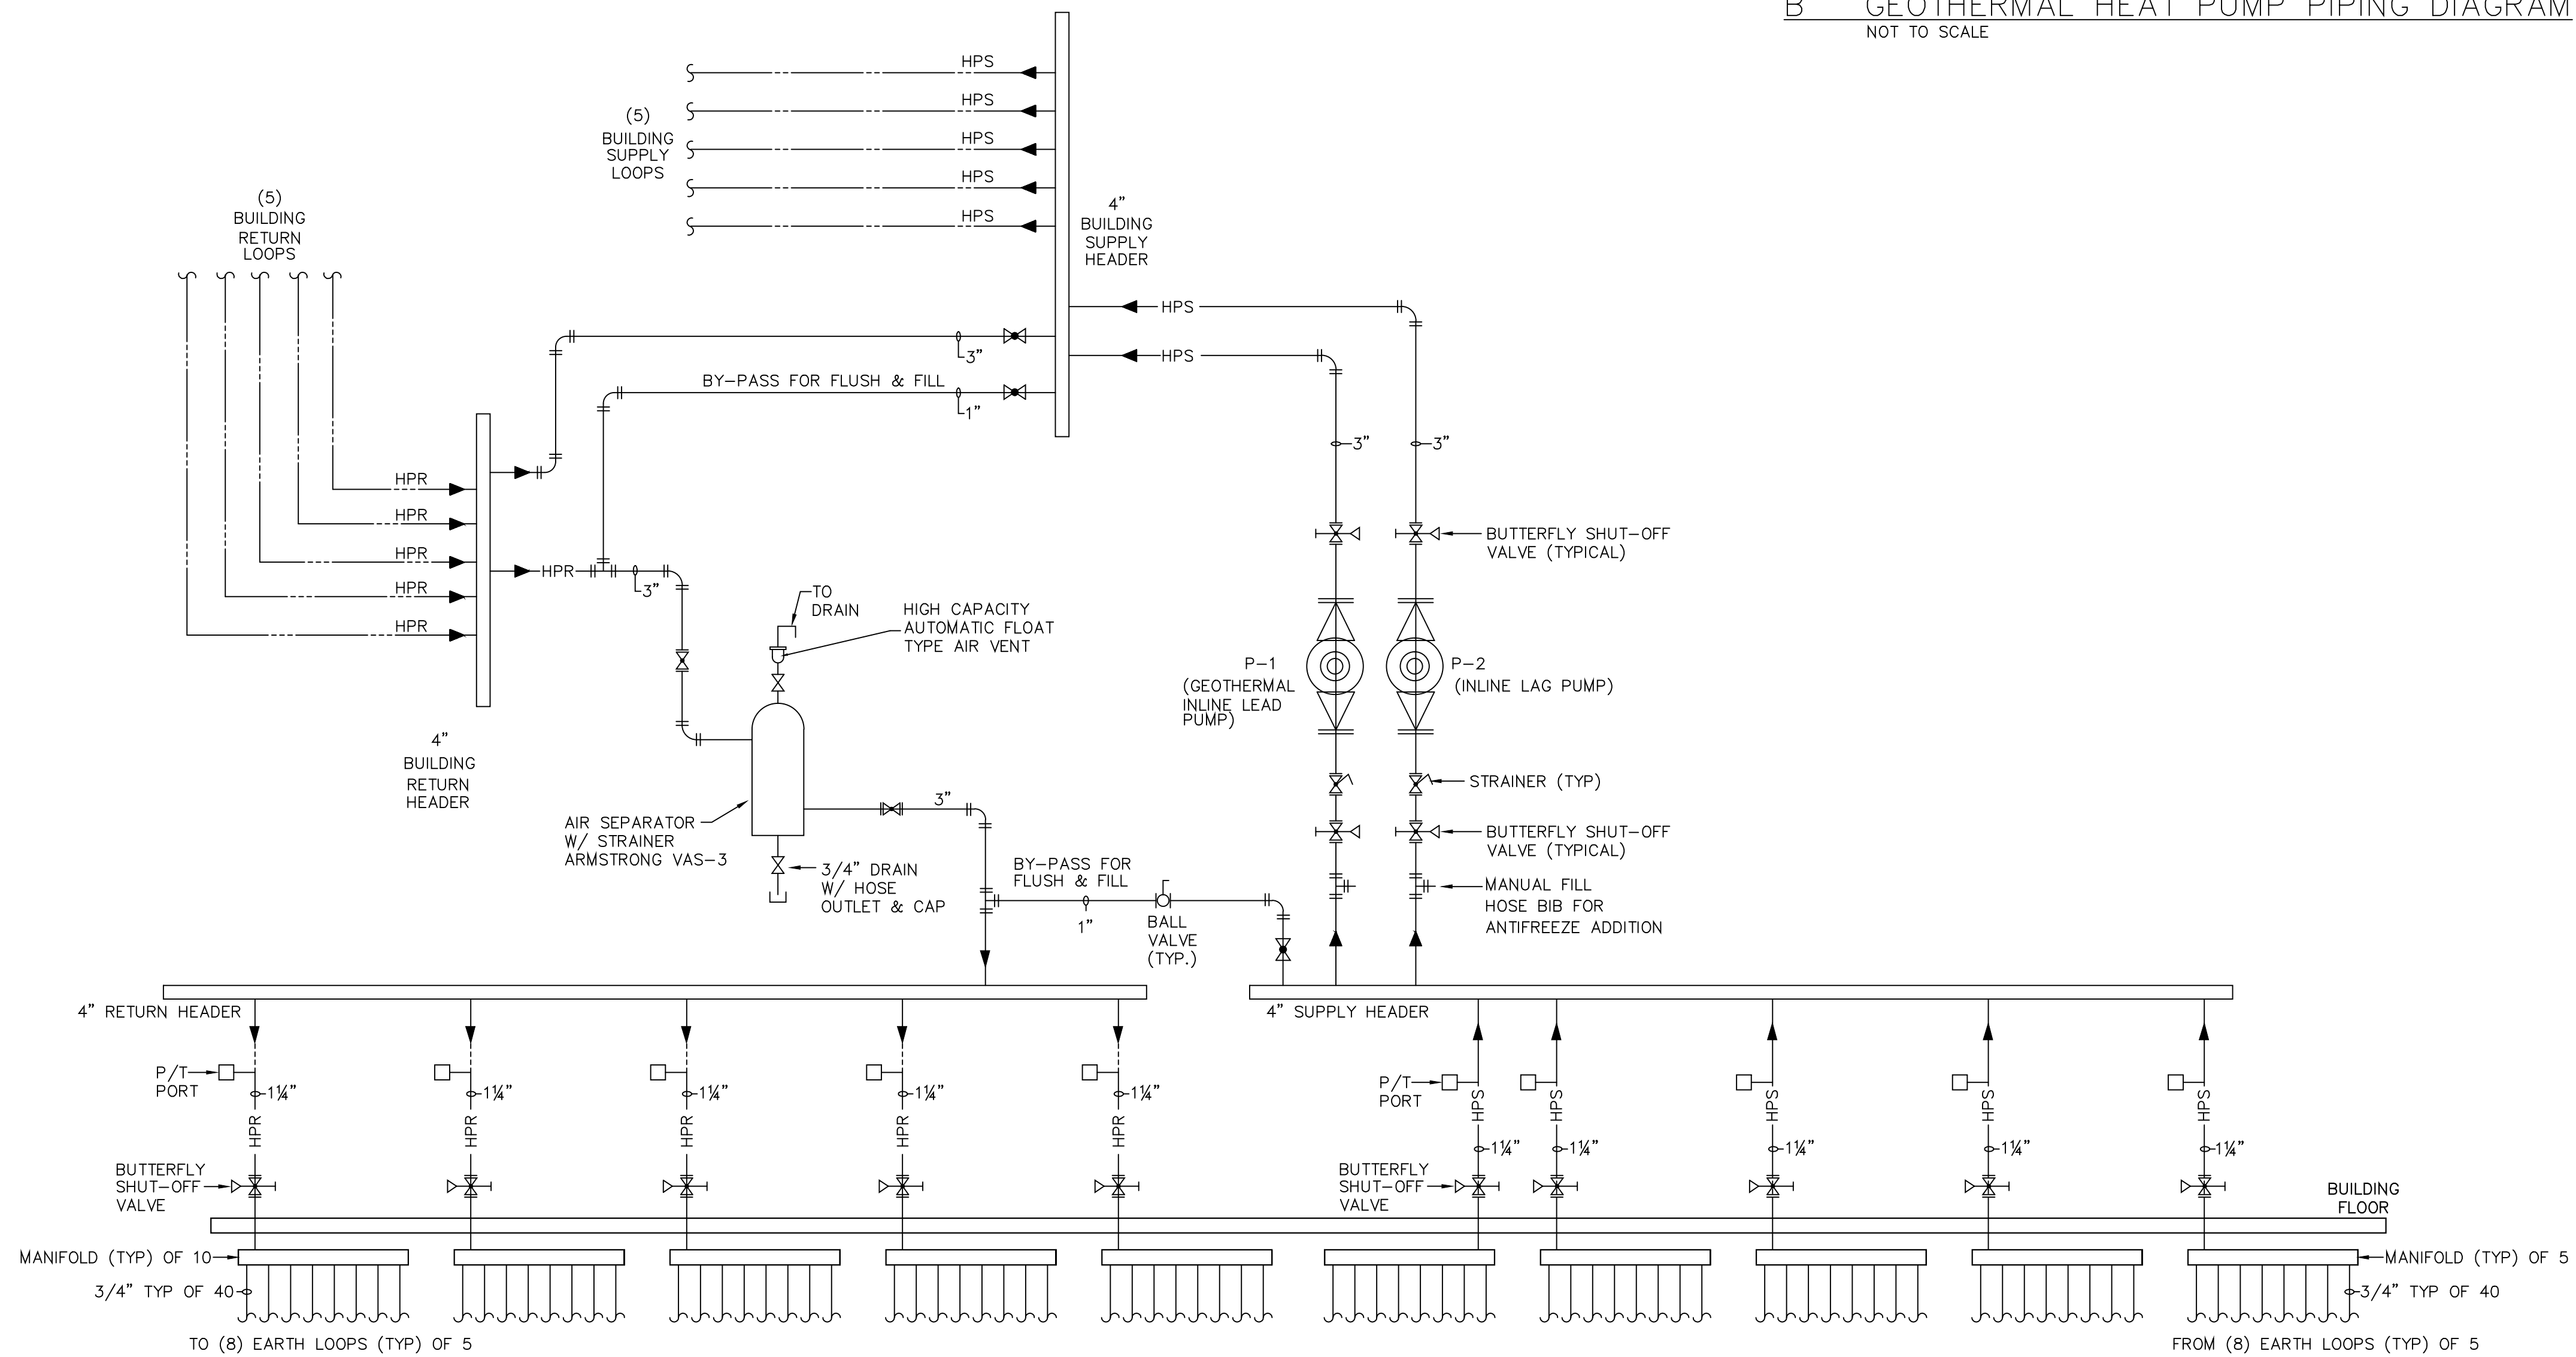 B GEOTHERMAL HEAT PUMP PIPING DIAGRAM
NOT TO SCALE
HPS
HPS
HPS
HPS
HPS
(5)
BUILDING
SUPPLY
LOOPS
(5)
BUILDING
RETURN
LOOPS
4"
BUILDING
SUPPLY
HEADER
HPS
HPS
3"
BY-PASS FOR FLUSH & FILL
1"
3"
3"
HPR
HPR
HPR
HPR
HPR
HPR
3"
4"
BUILDING
RETURN
HEADER
TO
DRAIN
HIGH CAPACITY
AUTOMATIC FLOAT
TYPE AIR VENT
BUTTERFLY SHUT-OFF
VALVE (TYPICAL)
P-1
(GEOTHERMAL
INLINE LEAD
PUMP)
P-2
(INLINE LAG PUMP)
STRAINER (TYP)
BUTTERFLY SHUT-OFF
VALVE (TYPICAL)
MANUAL FILL
HOSE BIB FOR
ANTIFREEZE ADDITION
AIR SEPARATOR
W/ STRAINER
ARMSTRONG VAS-3
3"
3/4" DRAIN
W/ HOSE
OUTLET & CAP
BY-PASS FOR
FLUSH & FILL
1"
BALL
VALVE
(TYP.)
4" RETURN HEADER
4" SUPPLY HEADER
P/T
PORT
1¼"
1¼"
1¼"
1¼"
1¼"
HPR
HPR
HPR
HPR
HPR
BUTTERFLY
SHUT-OFF
VALVE
P/T
PORT
HPS
HPS
HPS
HPS
HPS
1¼"
1¼"
1¼"
1¼"
1¼"
BUTTERFLY
SHUT-OFF
VALVE
BUILDING
FLOOR
MANIFOLD (TYP) OF 10
3/4" TYP OF 40
TO (8) EARTH LOOPS (TYP) OF 5
MANIFOLD (TYP) OF 5
3/4" TYP OF 40
FROM (8) EARTH LOOPS (TYP) OF 5